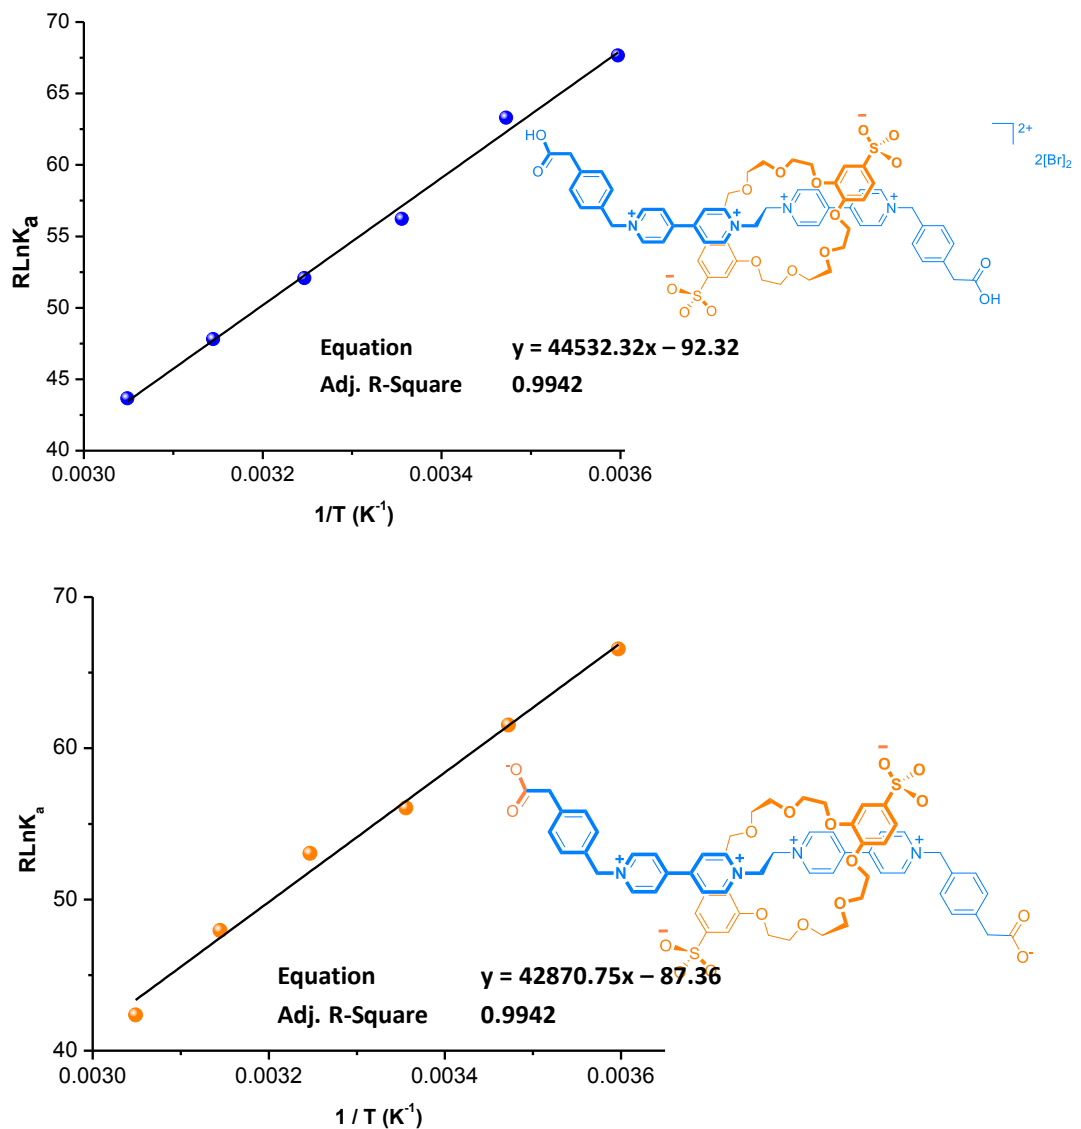 70
65
60
55
50
45
40
RLnKa
0.0030
0.0032
0.0034
0.0036
1/T (K-1)
HO
O
N
+
N
+
O
O
O
O
O
O
O
O
S
O
O
O
−
N
+
N
+
2+
2[Br]2
O
OH
−
O
S
O
O
Equation y = 44532.32x – 92.32
Adj. R-Square 0.9942
70
60
50
40
RLnKa
0.0030
0.0032
0.0034
0.0036
1 / T (K-1)
-O
O
N
+
N
+
O
O
O
O
O
O
O
O
S
O
O
O
−
N
+
N
+
O
O-
−
O
S
O
O
Equation y = 42870.75x – 87.36
Adj. R-Square 0.9942